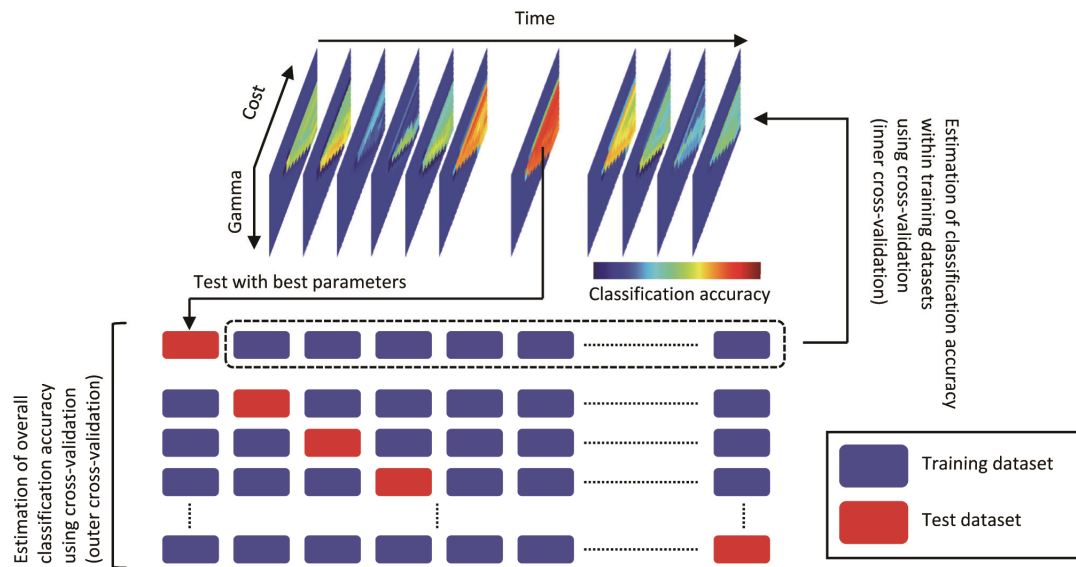 Time
Cost
Gamma
Estimation of classification accuracy
within training datasets
using cross-validation
(inner cross-validation)
Test with best parameters
Classification accuracy
Estimation of overall
classification accuracy
using cross-validation
(outer cross-validation)
Training dataset
Test dataset